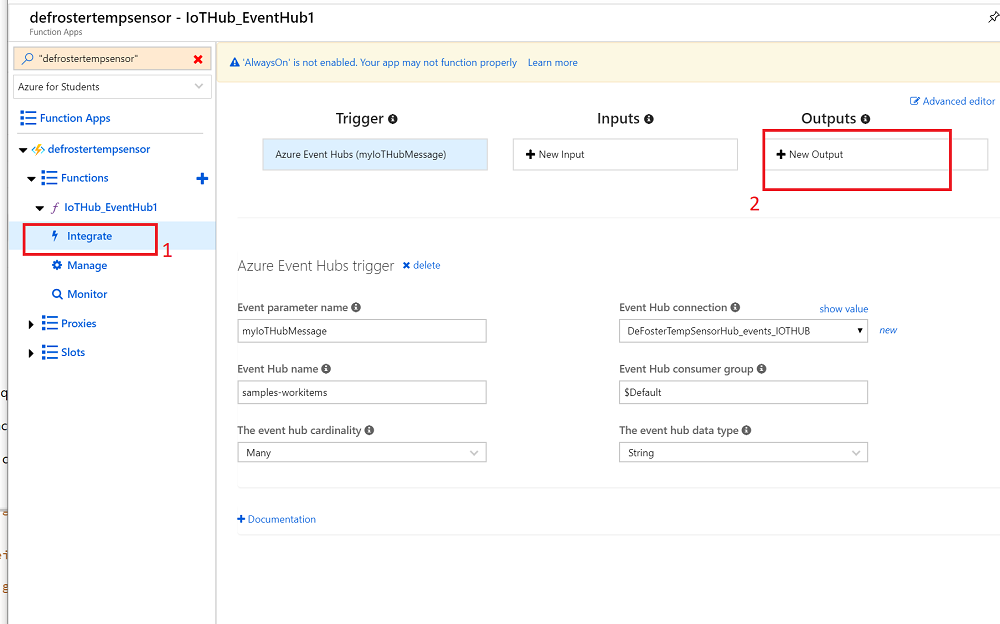 defrostertempsensor - IoTHub_EventHub1
Function Apps
"defrostertempsensor"
Azure for Students
Function Apps
defrostertempsensor
Functions
f IoTHub_EventHub1
Integrate
1
Manage
Monitor
Proxies
Slots
'AlwaysOn' is not enabled. Your app may not function properly Learn more
Advanced editor
Trigger
Inputs
Outputs
Azure Event Hubs (myIoTHubMessage)
New Input
New Output
2
Azure Event Hubs trigger delete
Event parameter name
myIoTHubMessage
Event Hub connection
show value
DeFosterTempSensorHub_events_IOTHUB
new
Event Hub name
samples-workitems
Event Hub consumer group
$Default
The event hub cardinality
Many
The event hub data type
String
Documentation